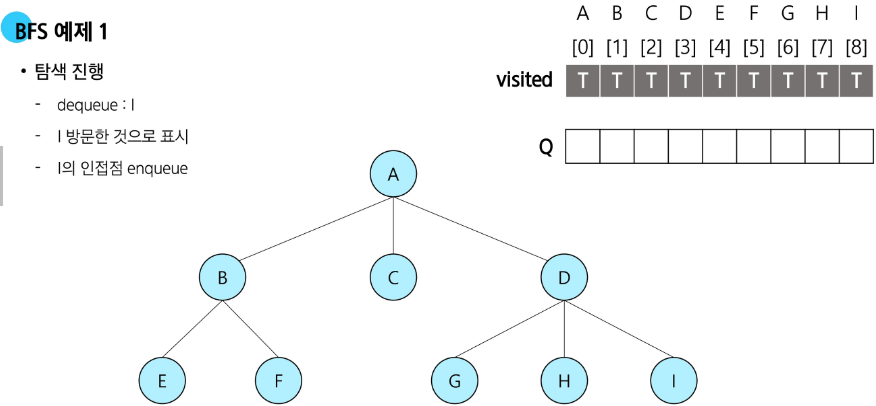 BFS 예제 1
• 탐색 진행
- dequeue : I
- I 방문한 것으로 표시
- I의 인접점 enqueue
A B C D E F G H I
[0] [1] [2] [3] [4] [5] [6] [7] [8]
visited T T T T T T T T T
Q
A
B C D
E F G H I